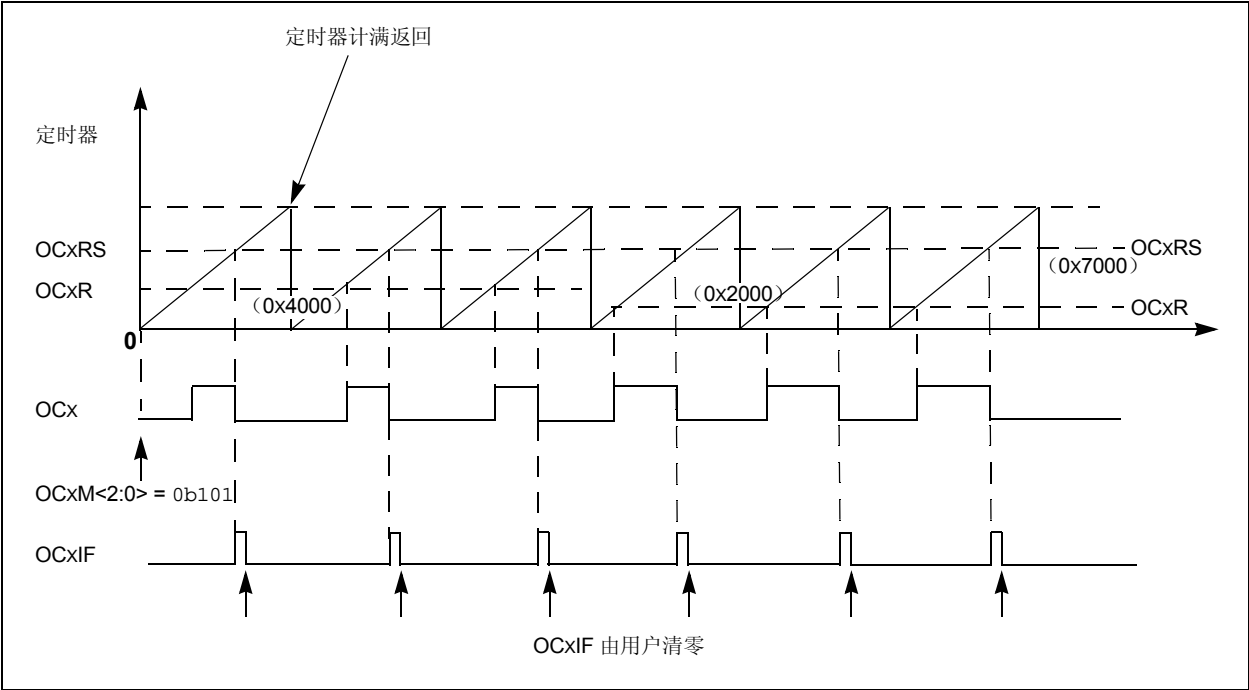 定时器计满返回
定时器
OCxRS
OCxR
（0x4000）
（0x2000）
OCxRS
（0x7000）
OCxR
0
OCx
OCxM<2:0> = 0b101
OCxIF
OCxIF 由用户清零